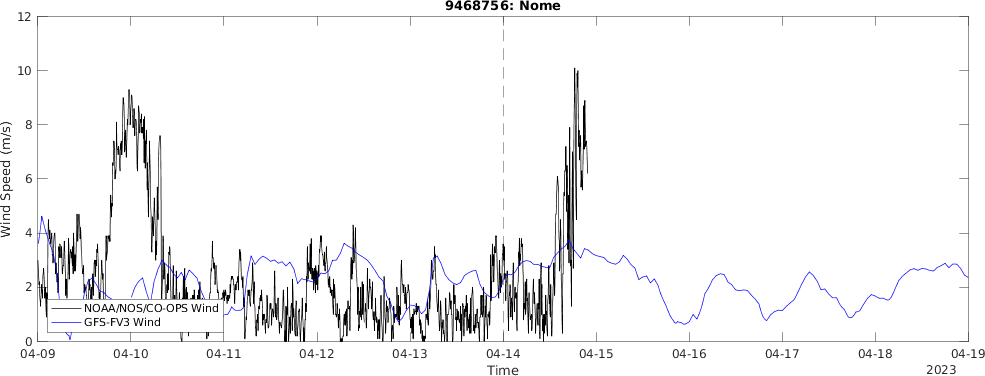 9468756: Nome
12
10
8
6
4
2
0
Wind Speed (m/s)
NOAA/NOS/CO-OPS Wind
GFS-FV3 Wind
04-09 04-10 04-11 04-12 04-13 04-14 04-15 04-16 04-17 04-18 04-19
Time
2023